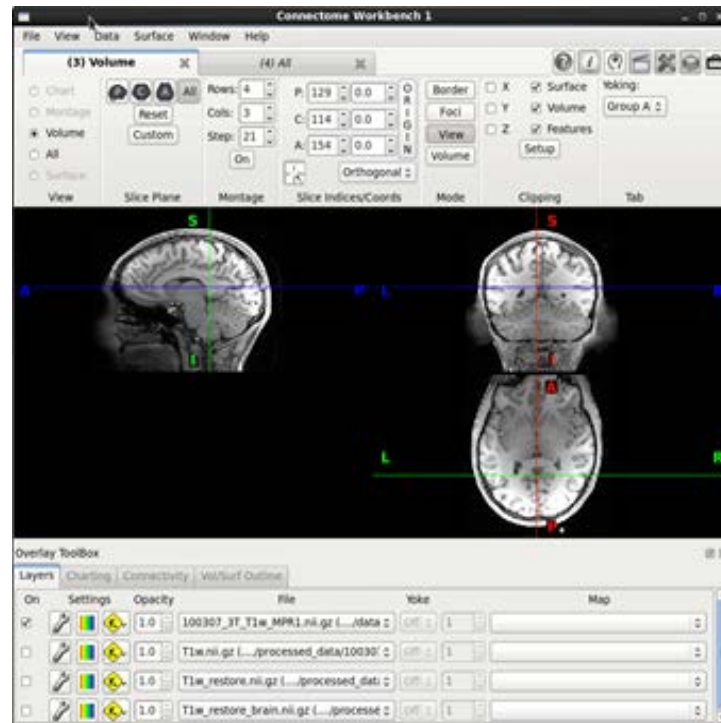 Connectome Workbench 1
File View Data Surface Window Help
(3) Volume (4) All
Chart
Montage
Volume
All
Surface
View
All
Reset
Custom
Slice Plane
Rows: 4
Cols: 3
Step: 21
On
Montage
P: 129 0.0
C: 114 0.0
A: 154 0.0
ORIGIN
Orthogonal
Slice Indices/Coords
Border
Foci
View
Volume
Mode
X Surface
Y Volume
Z Features
Setup
Clipping
Yoking:
Group A
Tab
S S
A P L R
I I
A
L R
P
Overlay ToolBox
Layers Charting Connectivity Vol/Surf Outline
On Settings Opacity File Yoke Map
1.0 100307_3T_T1w_MPR1.nii.gz (.../data Off 1
1.0 T1w.nii.gz (.../processed_data/10030 Off 1
1.0 T1w_restore.nii.gz (.../processed_dat Off 1
1.0 T1w_restore_brain.nii.gz (.../processe Off 1